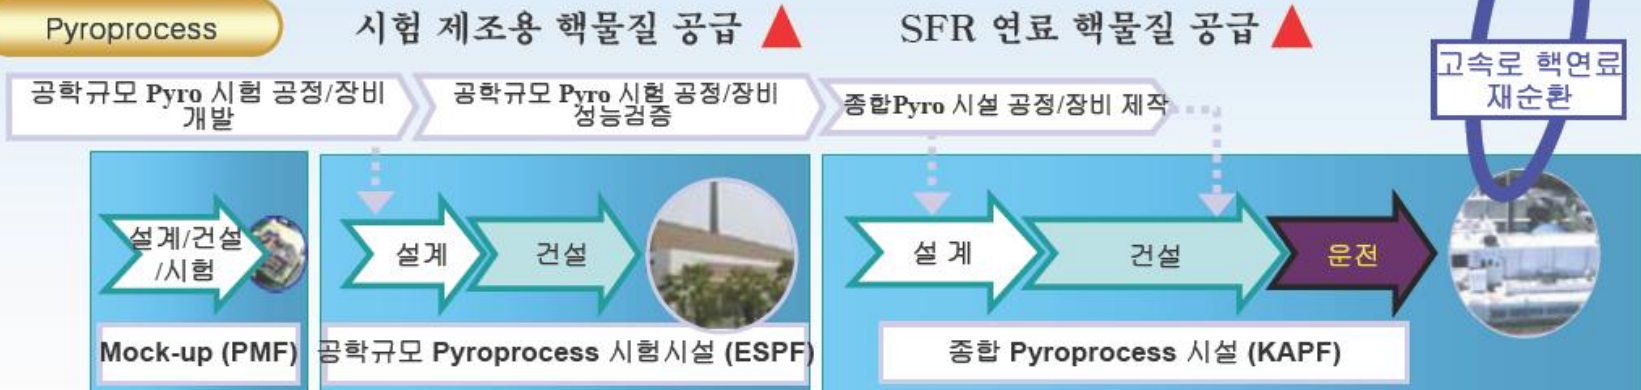 Pyroprocess
시험 제조용 핵물질 공급
SFR 연료 핵물질 공급
고속로 핵연료
재순환
공학규모 Pyro 시험 공정/장비
개발
공학규모 Pyro 시험 공정/장비
성능검증
종합Pyro 시설 공정/장비 제작
설계/건설
/시험
설계
건설
설 계
건설
운전
Mock-up (PMF)
공학규모 Pyroprocess 시험시설 (ESPF)
종합 Pyroprocess 시설 (KAPF)